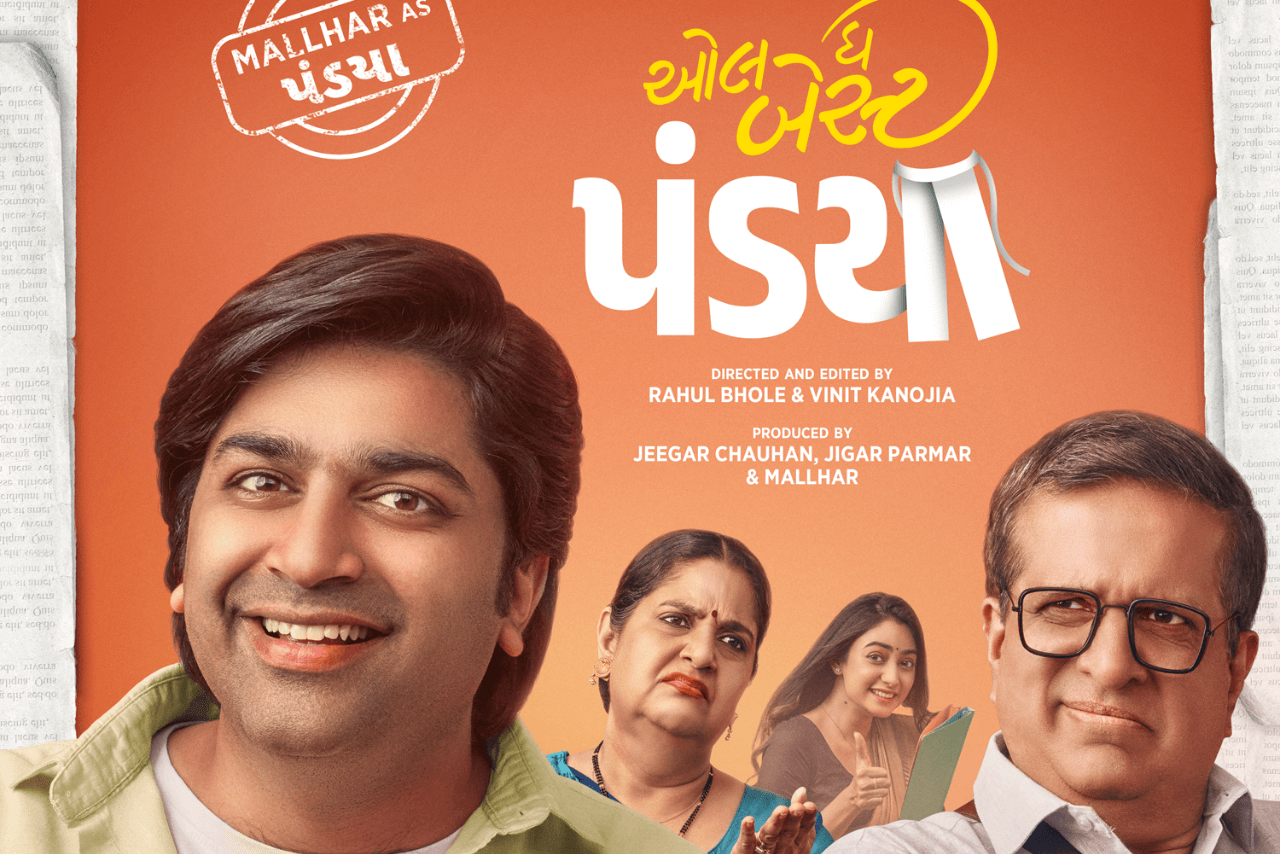 MALLHAR AS
પંડયા
ઓલ ધ
બેસ્ટ
પંડયા
DIRECTED AND EDITED BY
RAHUL BHOLE & VINIT KANOJIA
PRODUCED BY
JEEGAR CHAUHAN, JIGAR PARMAR
& MALLHAR